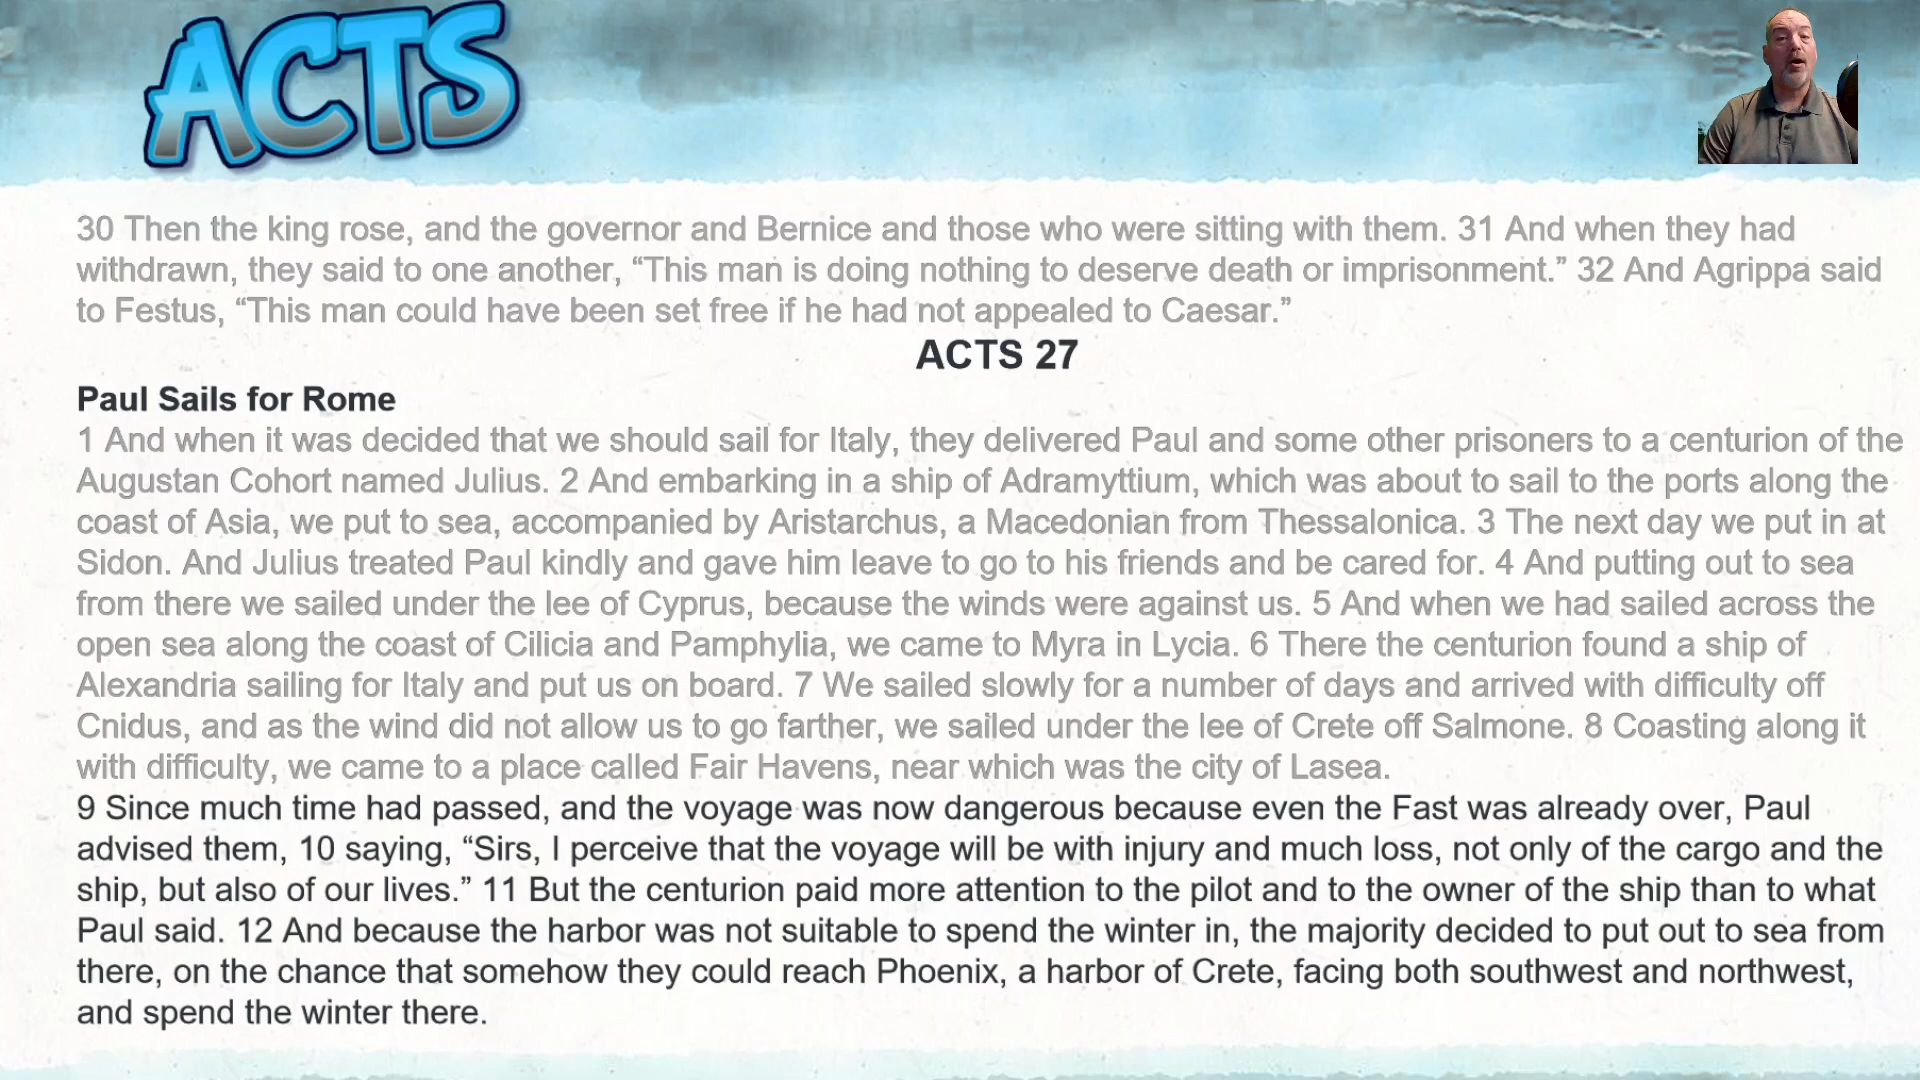 ACTS
30 Then the king rose, and the governor and Bernice and those who were sitting with them. 31 And when they had
withdrawn, they said to one another, “This man is doing nothing to deserve death or imprisonment.” 32 And Agrippa said
to Festus, “This man could have been set free if he had not appealed to Caesar.”
ACTS 27
Paul Sails for Rome
1 And when it was decided that we should sail for Italy, they delivered Paul and some other prisoners to a centurion of the
Augustan Cohort named Julius. 2 And embarking in a ship of Adramyttium, which was about to sail to the ports along the
coast of Asia, we put to sea, accompanied by Aristarchus, a Macedonian from Thessalonica. 3 The next day we put in at
Sidon. And Julius treated Paul kindly and gave him leave to go to his friends and be cared for. 4 And putting out to sea
from there we sailed under the lee of Cyprus, because the winds were against us. 5 And when we had sailed across the
open sea along the coast of Cilicia and Pamphylia, we came to Myra in Lycia. 6 There the centurion found a ship of
Alexandria sailing for Italy and put us on board. 7 We sailed slowly for a number of days and arrived with difficulty off
Cnidus, and as the wind did not allow us to go farther, we sailed under the lee of Crete off Salmone. 8 Coasting along it
with difficulty, we came to a place called Fair Havens, near which was the city of Lasea.
9 Since much time had passed, and the voyage was now dangerous because even the Fast was already over, Paul
advised them, 10 saying, “Sirs, I perceive that the voyage will be with injury and much loss, not only of the cargo and the
ship, but also of our lives.” 11 But the centurion paid more attention to the pilot and to the owner of the ship than to what
Paul said. 12 And because the harbor was not suitable to spend the winter in, the majority decided to put out to sea from
there, on the chance that somehow they could reach Phoenix, a harbor of Crete, facing both southwest and northwest,
and spend the winter there.